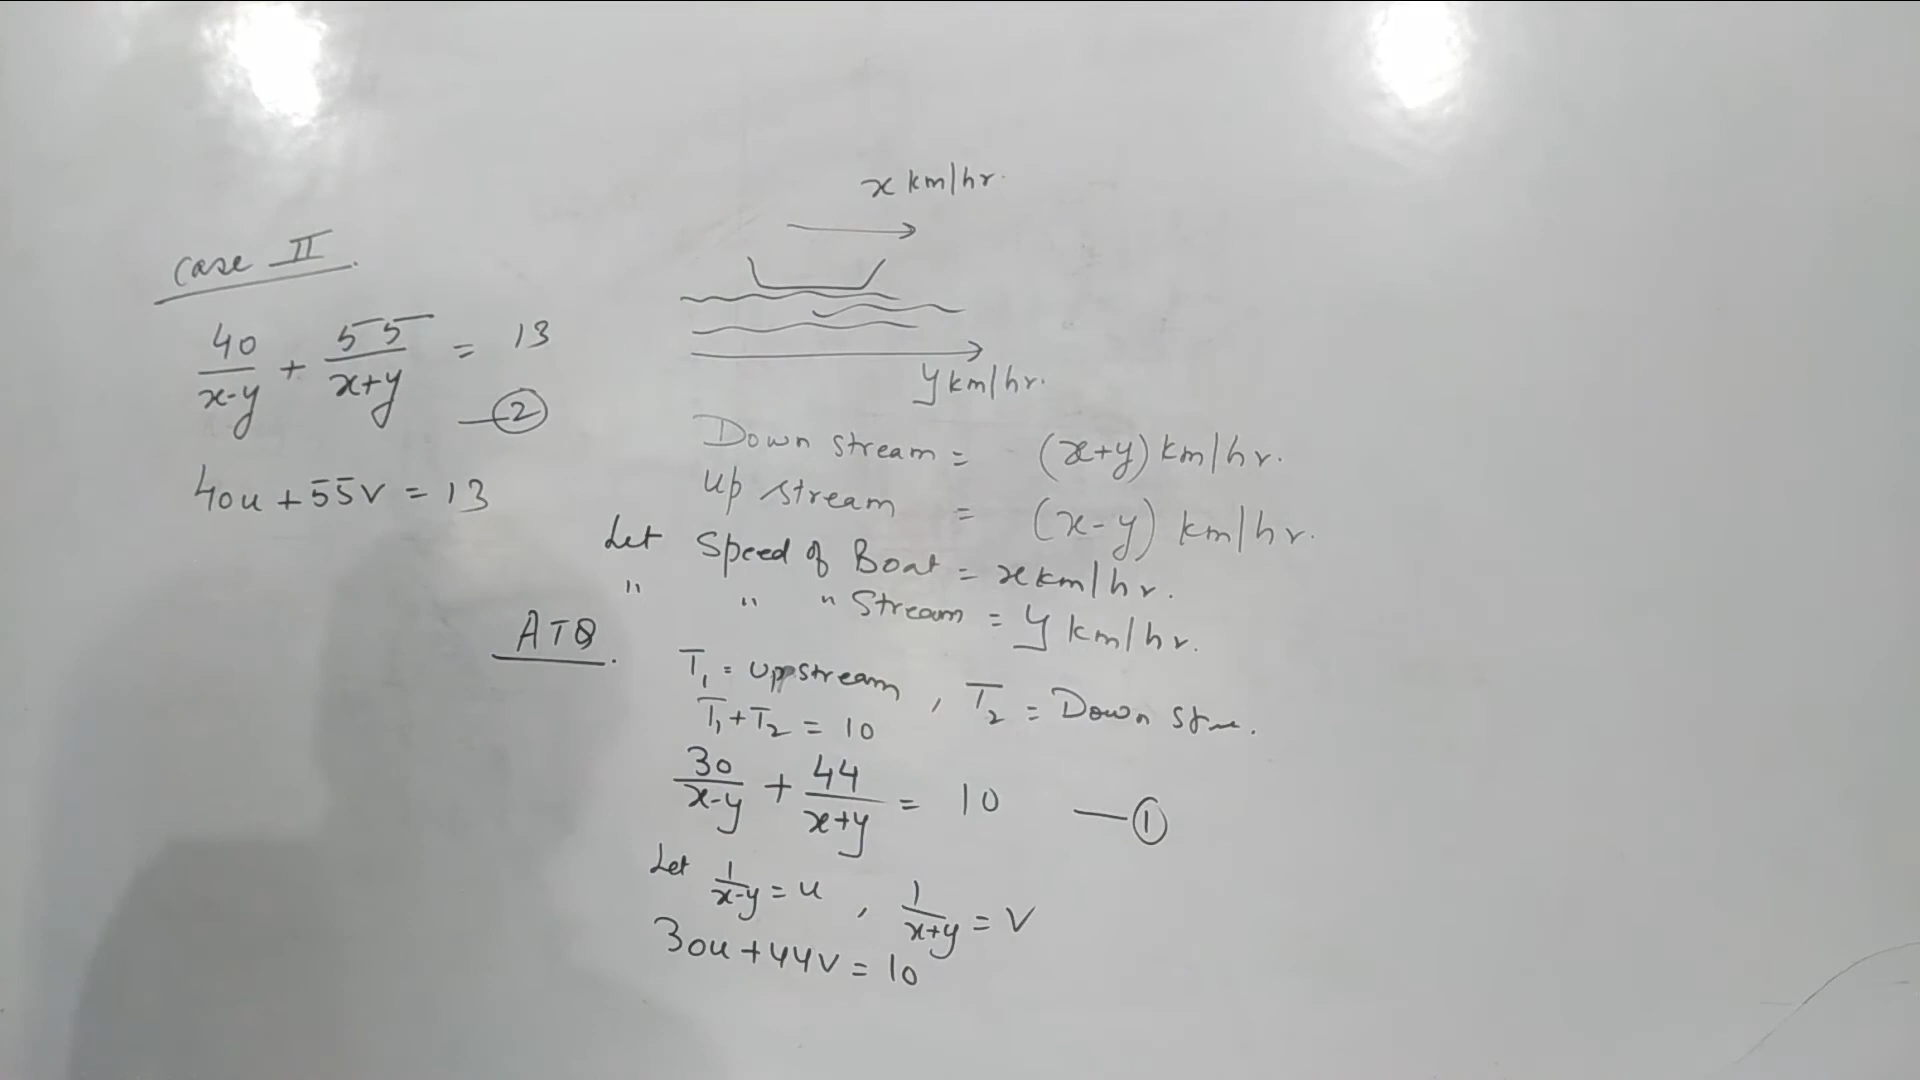 x km/hr.
y km/hr.
Case II.
40/(x-y) + 55/(x+y) = 13
—②
40u + 55v = 13
Down stream = (x+y) km/hr.
Up stream = (x-y) km/hr.
Let Speed of Boat = x km/hr.
" " " Stream = y km/hr.
ATQ.
T₁ = Uppstream, T₂ = Down
T₁ + T₂ = 10
30/(x-y) + 44/(x+y) = 10 —①
Let 1/(x-y) = u, 1/(x+y) = v
30u + 44v = 10